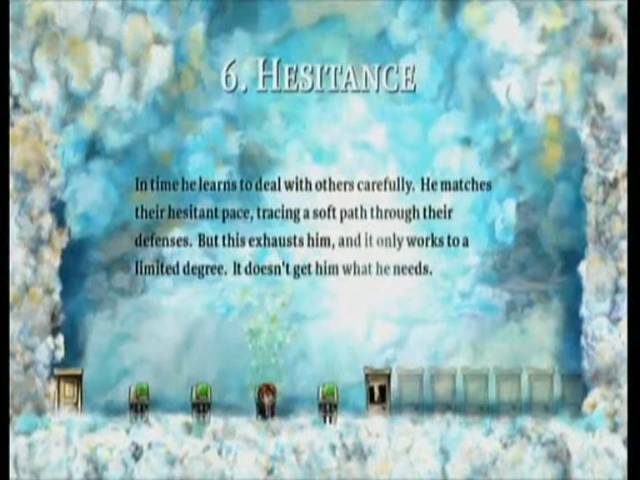 6. HESITANCE
In time he learns to deal with others carefully. He matches
their hesitant pace, tracing a soft path through their
defenses. But this exhausts him, and it only works to a
limited degree. It doesn't get him what he needs.